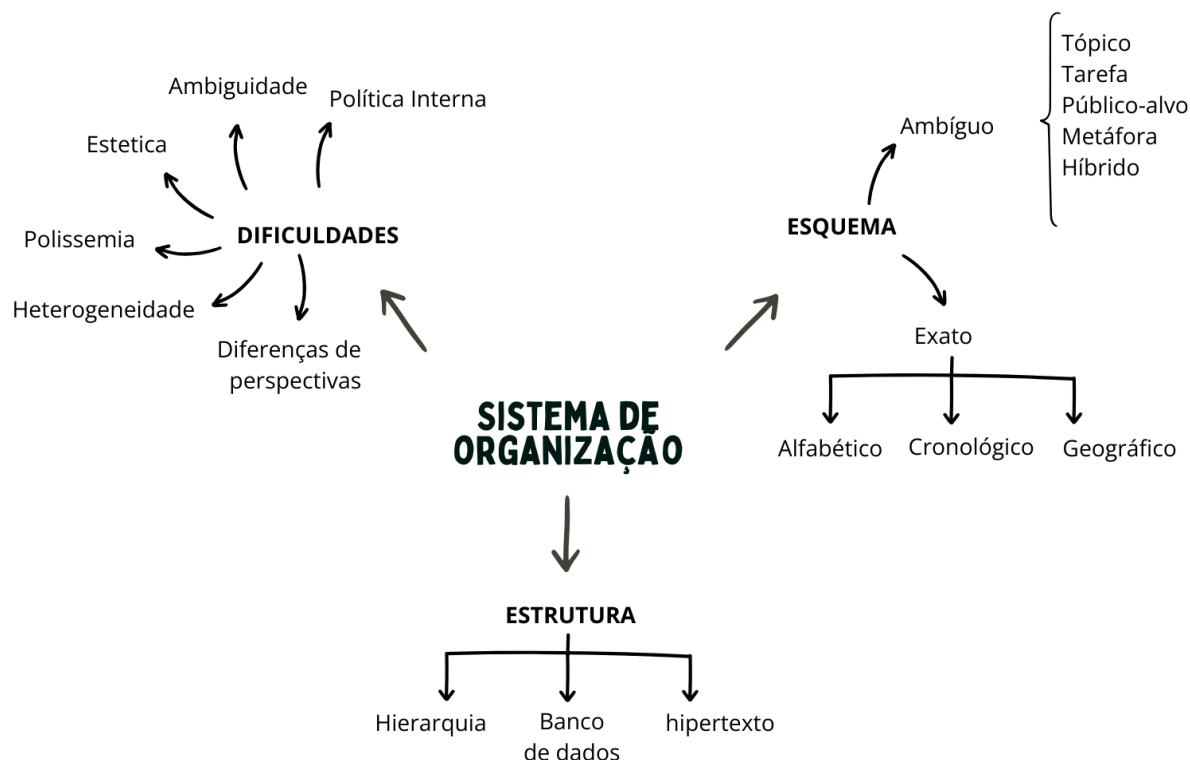 Ambiguidade
Política Interna
Estetica
DIFICULDADES
Polissemia
Heterogeneidade
Diferenças de
perspectivas
Tópico
Tarefa
Público-alvo
Metáfora
Híbrido
Ambíguo
ESQUEMA
Exato
Alfabético
Cronológico
Geográfico
SISTEMA DE
ORGANIZAÇÃO
ESTRUTURA
Hierarquia
Banco
de dados
hipertexto